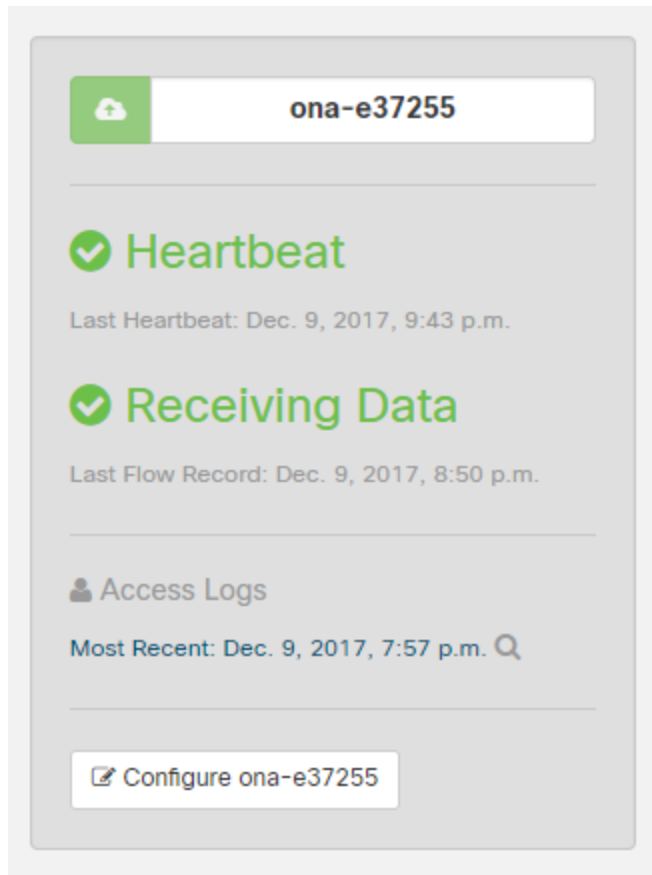 ona-e37255
Heartbeat
Last Heartbeat: Dec. 9, 2017, 9:43 p.m.
Receiving Data
Last Flow Record: Dec. 9, 2017, 8:50 p.m.
Access Logs
Most Recent: Dec. 9, 2017, 7:57 p.m.
Configure ona-e37255